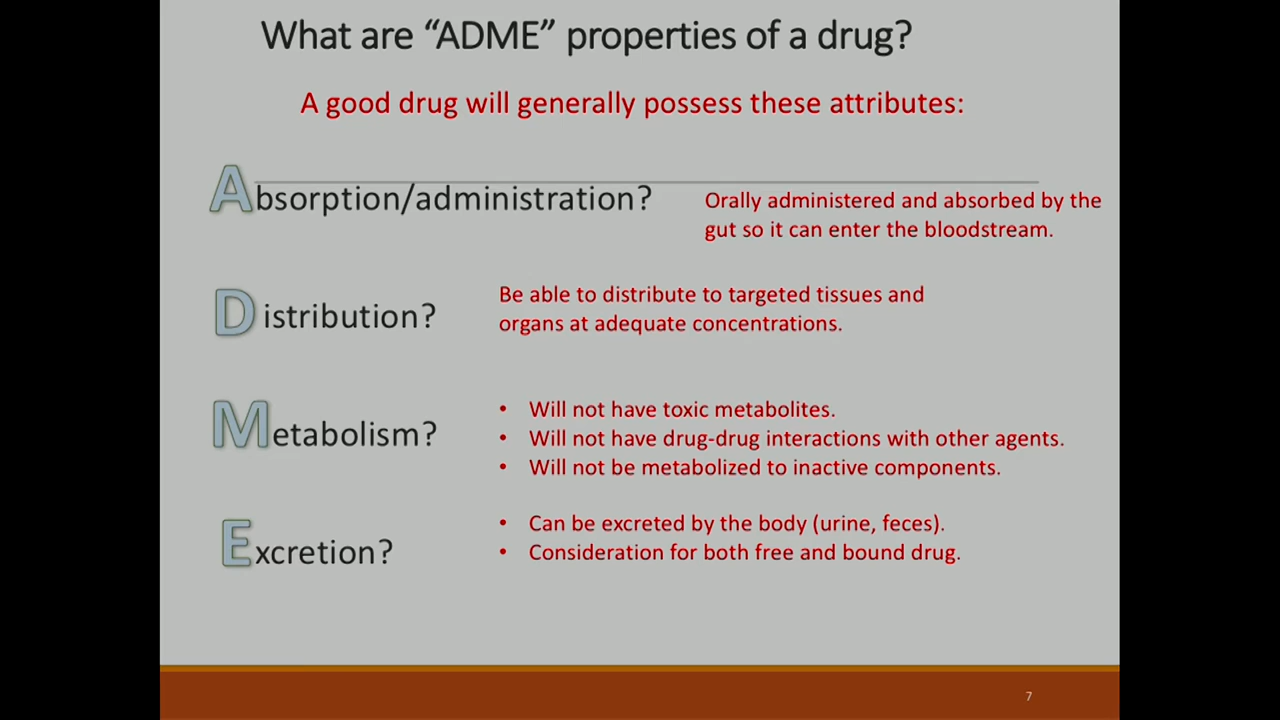 What are “ADME” properties of a drug?
A good drug will generally possess these attributes:
Absorption/administration?
Orally administered and absorbed by the
gut so it can enter the bloodstream.
Distribution?
Be able to distribute to targeted tissues and
organs at adequate concentrations.
Metabolism?
• Will not have toxic metabolites.
• Will not have drug-drug interactions with other agents.
• Will not be metabolized to inactive components.
Excretion?
• Can be excreted by the body (urine, feces).
• Consideration for both free and bound drug.
7